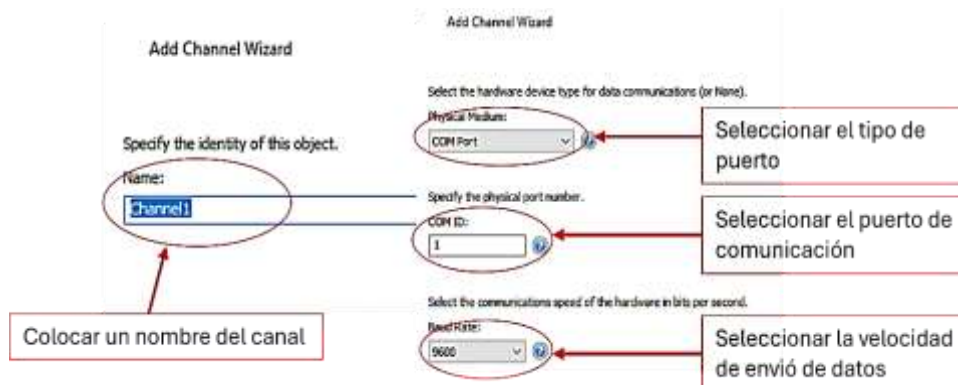 Add Channel Wizard
Specify the identity of this object.
Name:
Channel1
Colocar un nombre del canal
Add Channel Wizard
Select the hardware device type for data communications (or None).
Physical Medium:
COM Port
Seleccionar el tipo de
puerto
Specify the physical port number.
COM ID:
1
Seleccionar el puerto de
comunicación
Select the communications speed of the hardware in bits per second.
Baud Rate:
9600
Seleccionar la velocidad
de envió de datos